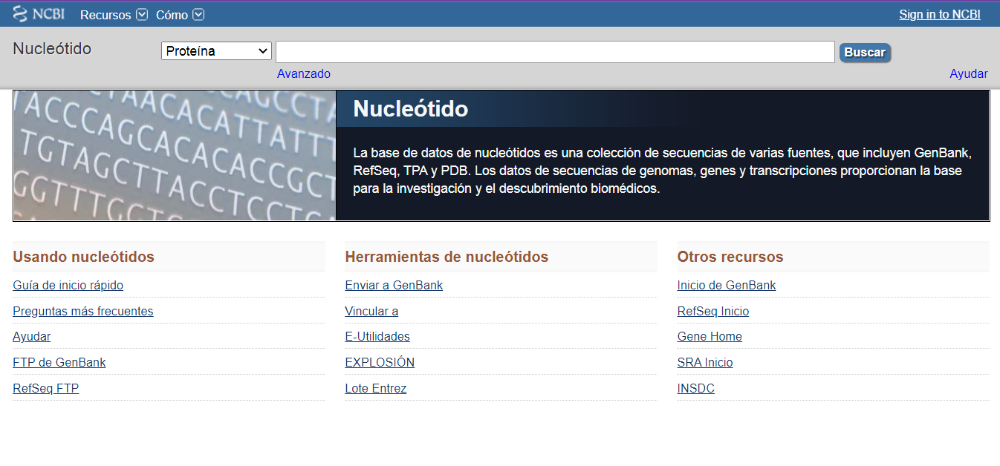 NCBI Recursos Cómo Sign in to NCBI
Nucleótido Proteína Buscar
Avanzado Ayudar
ACCCAGCACACACCGCT
TGTAGCTTACCTCCT
GGTTTGC
Nucleótido
La base de datos de nucleótidos es una colección de secuencias de varias fuentes, que incluyen GenBank,
RefSeq, TPA y PDB. Los datos de secuencias de genomas, genes y transcripciones proporcionan la base
para la investigación y el descubrimiento biomédicos.
Usando nucleótidos
Guía de inicio rápido
Preguntas más frecuentes
Ayudar
FTP de GenBank
RefSeq FTP
Herramientas de nucleótidos
Enviar a GenBank
Vincular a
E-Utilidades
EXPLOSIÓN
Lote Entrez
Otros recursos
Inicio de GenBank
RefSeq Inicio
Gene Home
SRA Inicio
INSDC